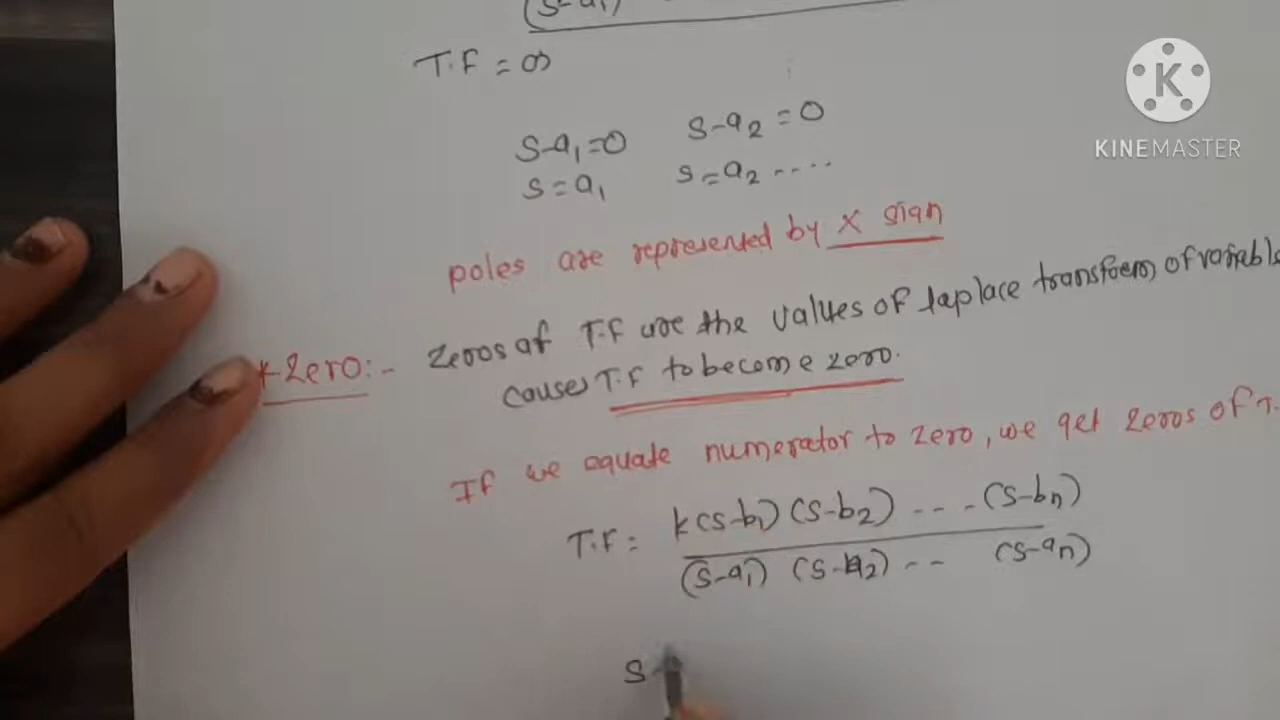 (s-a₁)
T.F = ∞
s-a₁=0 s-a₂ =0
s=a₁ s=a₂ ....
poles are represented by × sign
* Zero:- Zeros of T.F are the values of laplace transform of variable
causes T.F to become zero.
If we equate numerator to zero, we get zeros of T.
T.F = k(s-b₁) (s-b₂) ... .(s-bn)
(s-a₁) (s-a₂) -- (s-an)
s
K
KINEMASTER